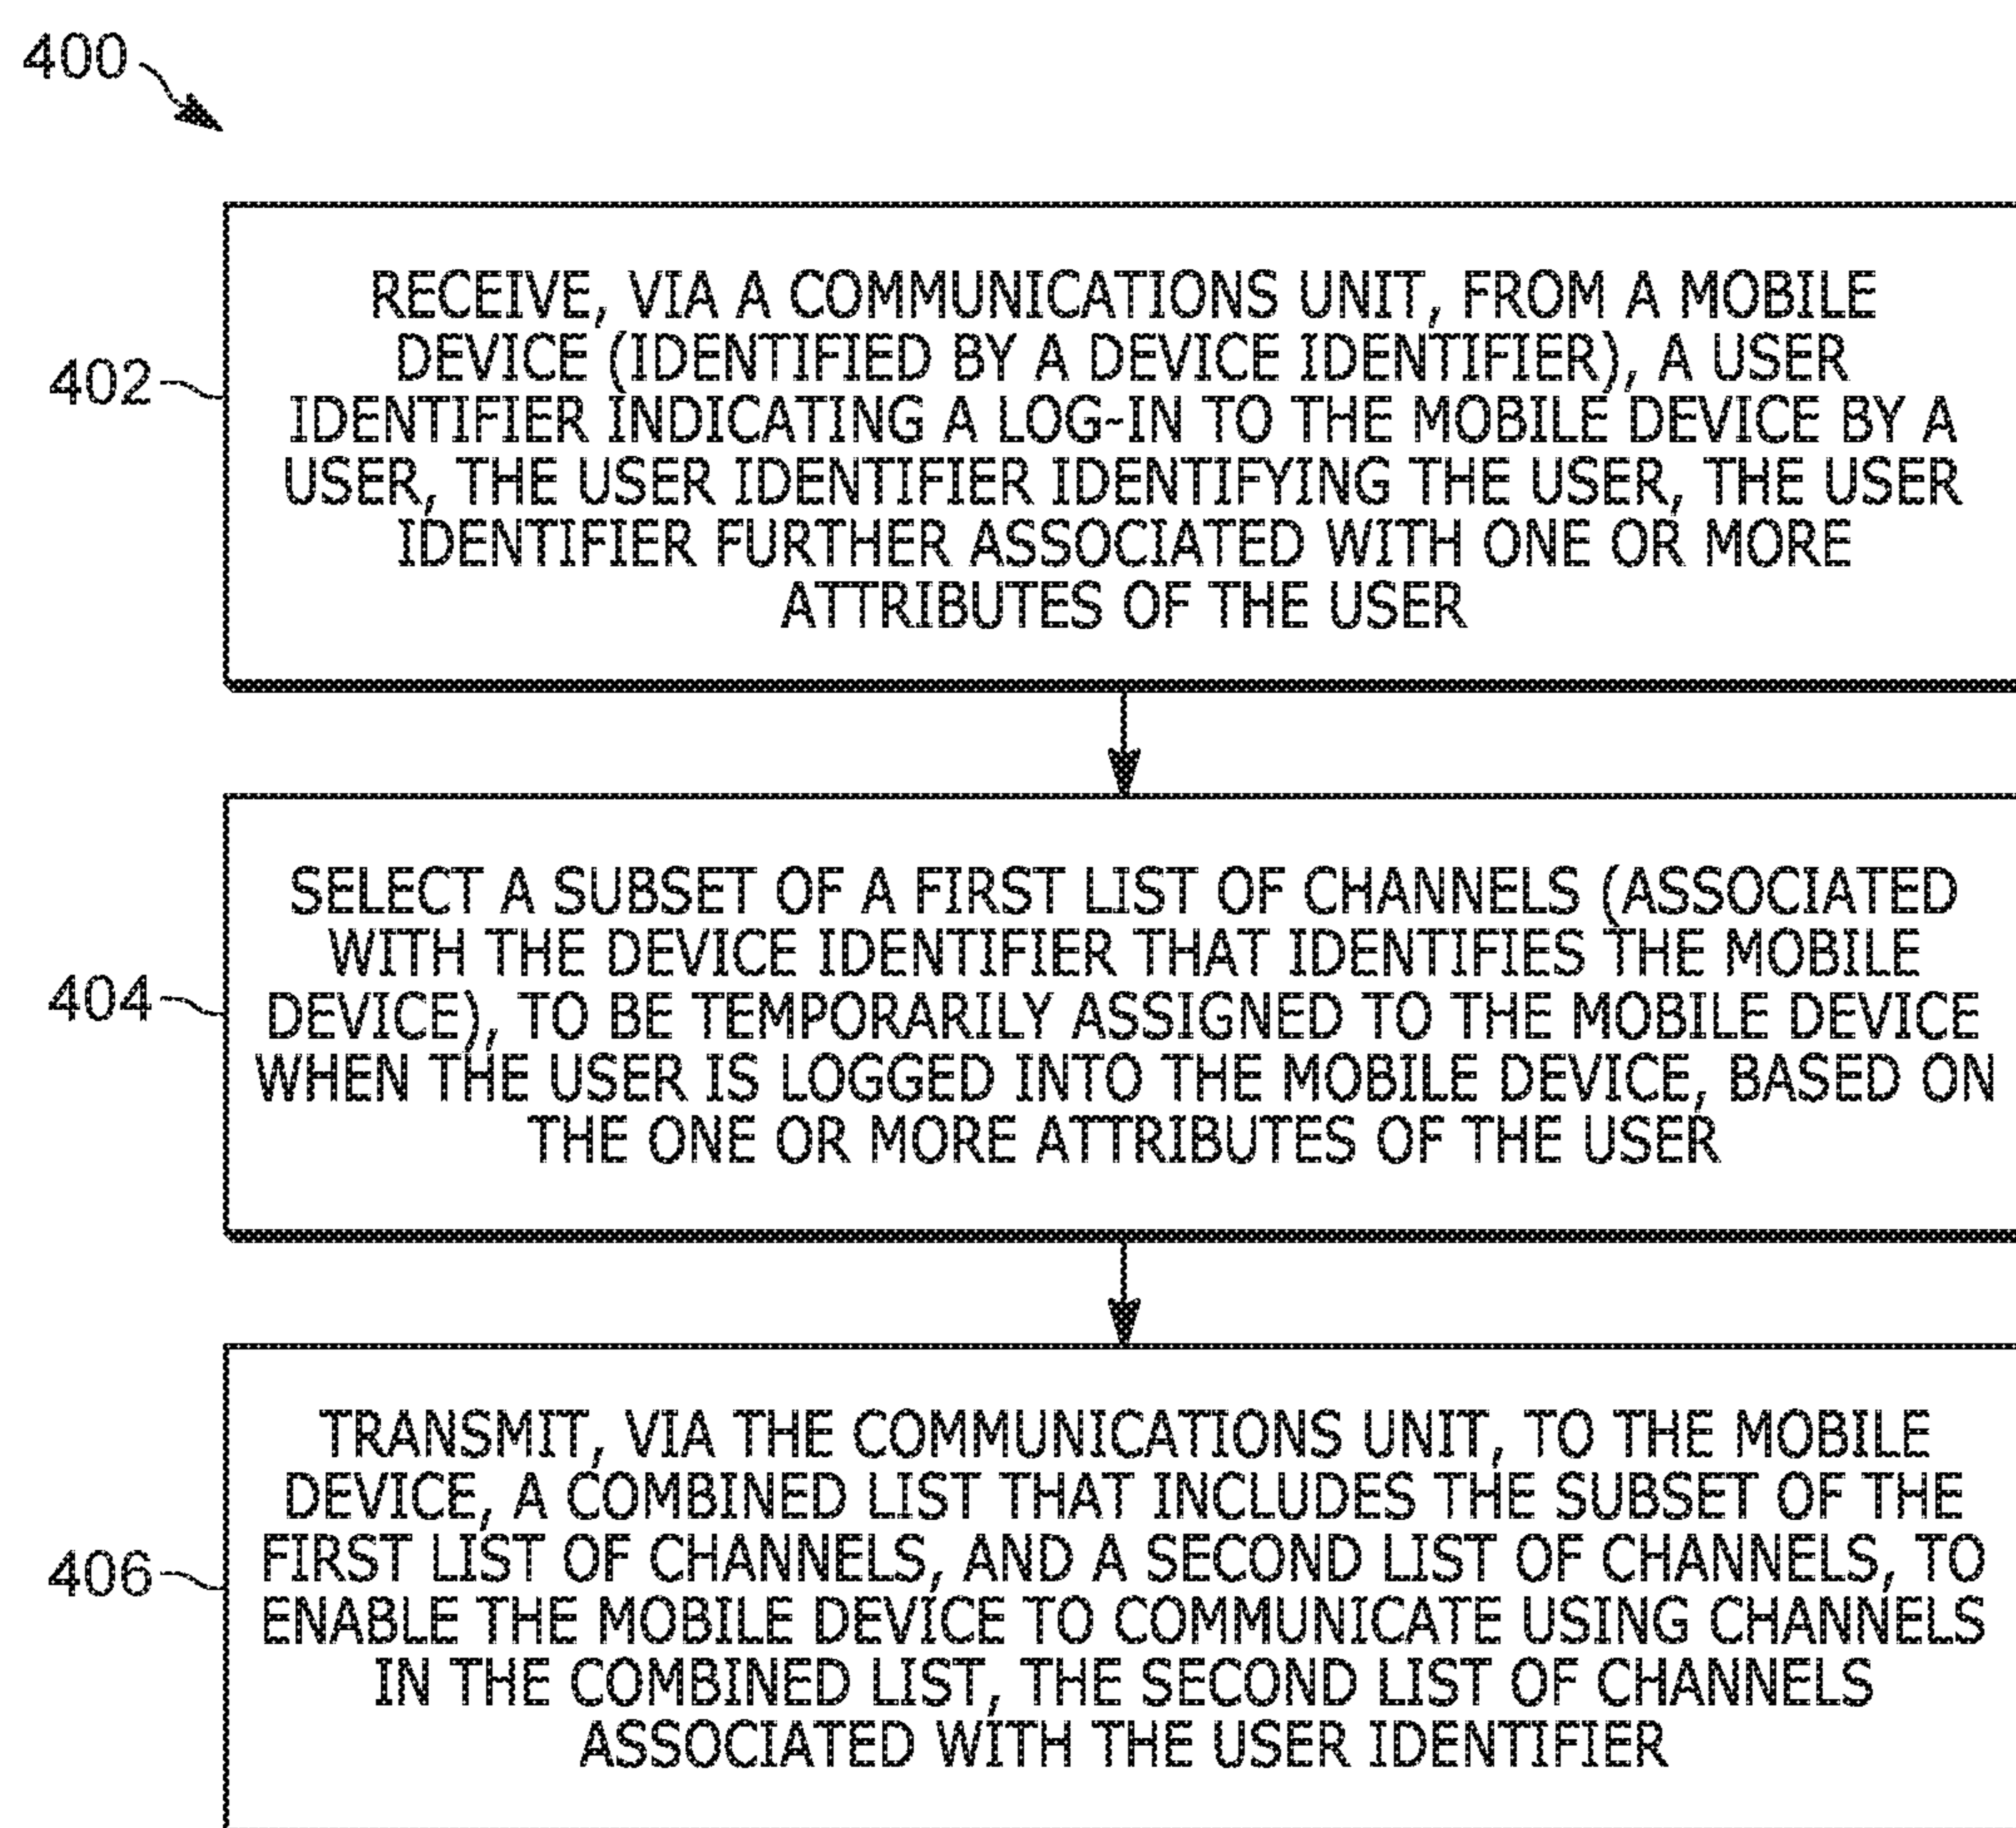 400
402
RECEIVE, VIA A COMMUNICATIONS UNIT, FROM A MOBILE
DEVICE (IDENTIFIED BY A DEVICE IDENTIFIER), A USER
IDENTIFIER INDICATING A LOG-IN TO THE MOBILE DEVICE BY A
USER, THE USER IDENTIFIER IDENTIFYING THE USER, THE USER
IDENTIFIER FURTHER ASSOCIATED WITH ONE OR MORE
ATTRIBUTES OF THE USER
404
SELECT A SUBSET OF A FIRST LIST OF CHANNELS (ASSOCIATED
WITH THE DEVICE IDENTIFIER THAT IDENTIFIES THE MOBILE
DEVICE), TO BE TEMPORARILY ASSIGNED TO THE MOBILE DEVICE
WHEN THE USER IS LOGGED INTO THE MOBILE DEVICE, BASED ON
THE ONE OR MORE ATTRIBUTES OF THE USER
406
TRANSMIT, VIA THE COMMUNICATIONS UNIT, TO THE MOBILE
DEVICE, A COMBINED LIST THAT INCLUDES THE SUBSET OF THE
FIRST LIST OF CHANNELS, AND A SECOND LIST OF CHANNELS, TO
ENABLE THE MOBILE DEVICE TO COMMUNICATE USING CHANNELS
IN THE COMBINED LIST, THE SECOND LIST OF CHANNELS
ASSOCIATED WITH THE USER IDENTIFIER